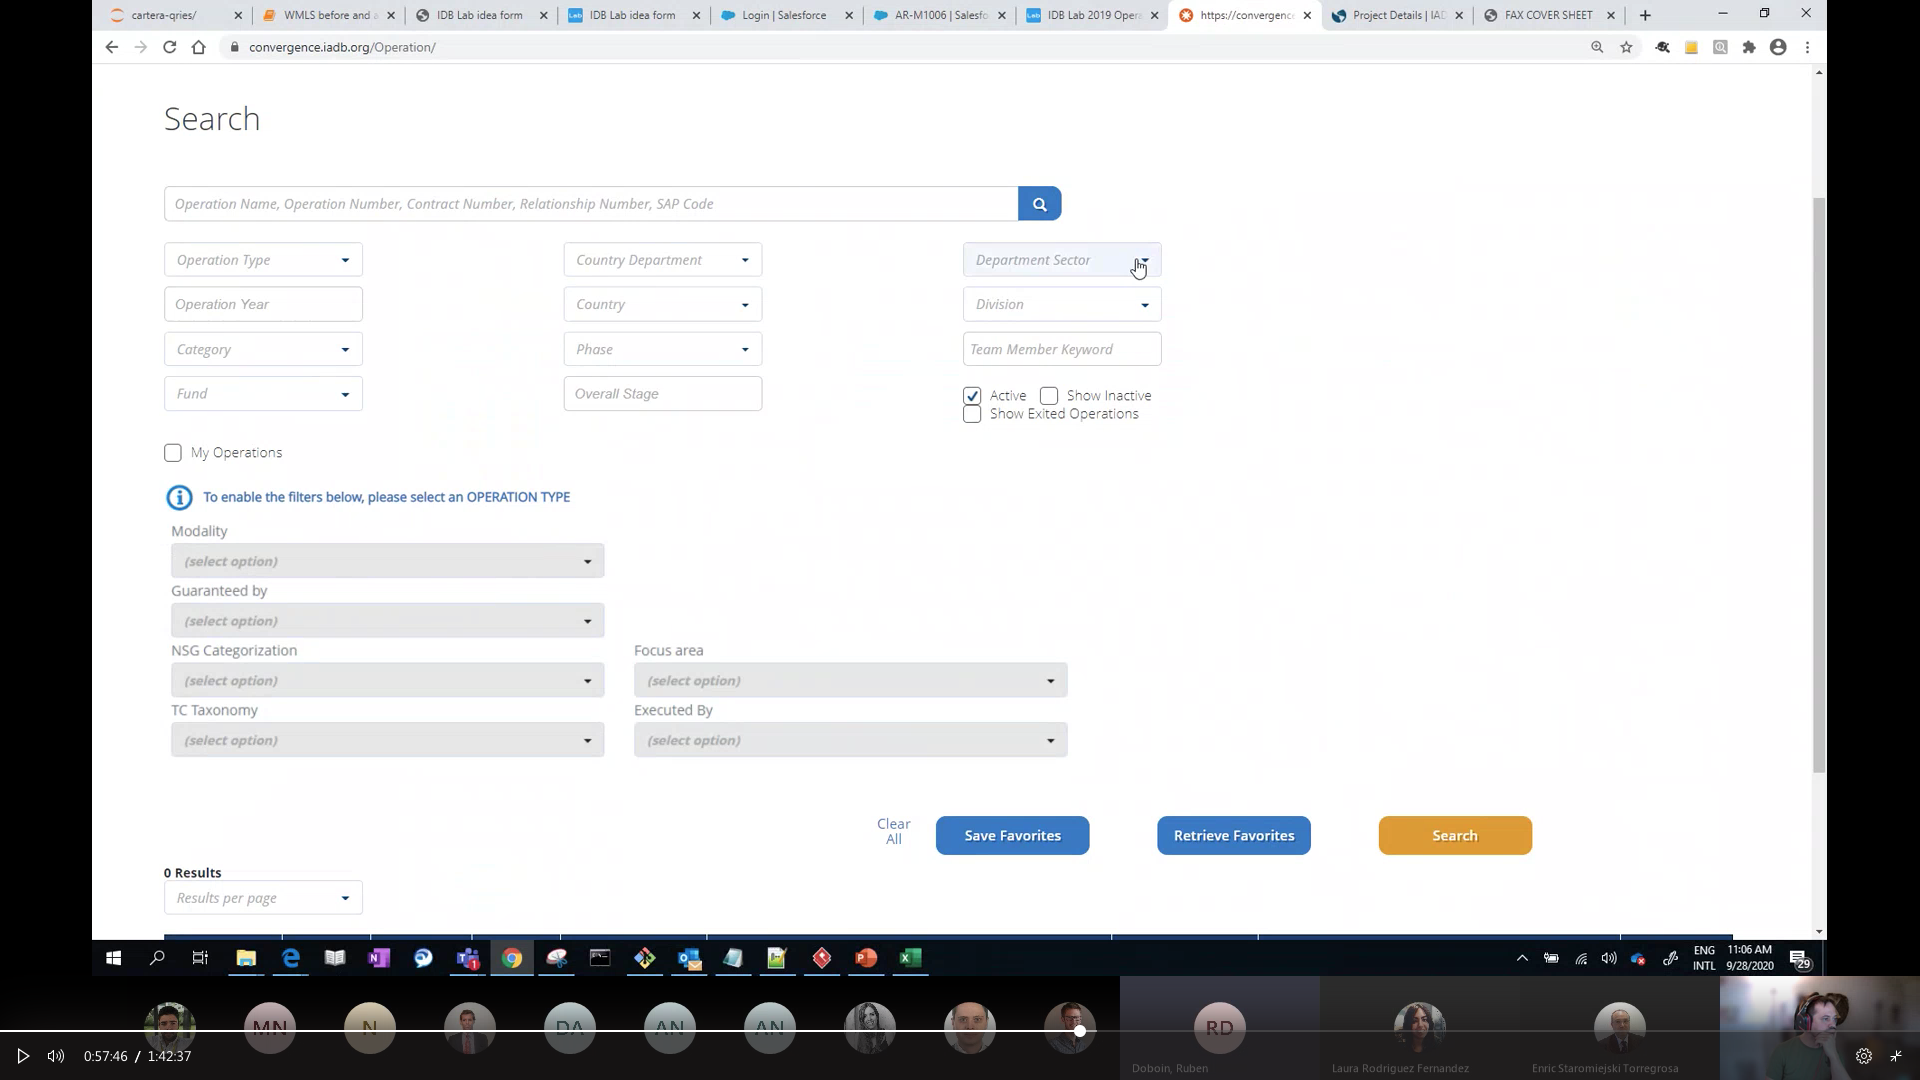 cartera-qries/
WMLS before and a
IDB Lab idea form
IDB Lab idea form
Login | Salesforce
AR-M1006 | Salesfo
IDB Lab 2019 Opera
https://convergence
Project Details | IAD
FAX COVER SHEET
convergence.iadb.org/Operation/
Search
Operation Name, Operation Number, Contract Number, Relationship Number, SAP Code
Operation Type
Country Department
Department Sector
Operation Year
Country
Division
Category
Phase
Team Member Keyword
Fund
Overall Stage
Active
Show Inactive
Show Exited Operations
My Operations
To enable the filters below, please select an OPERATION TYPE
Modality
(select option)
Guaranteed by
(select option)
NSG Categorization
Focus area
(select option)
(select option)
TC Taxonomy
Executed By
(select option)
(select option)
Clear
All
Save Favorites
Retrieve Favorites
Search
0 Results
Results per page
ENG
INTL
11:06 AM
9/28/2020
29
MN
N
DA
AN
AN
RD
0:57:46 / 1:42:37
Doboin, Ruben
Laura Rodriguez Fernandez
Enric Staromiejski Torregrosa